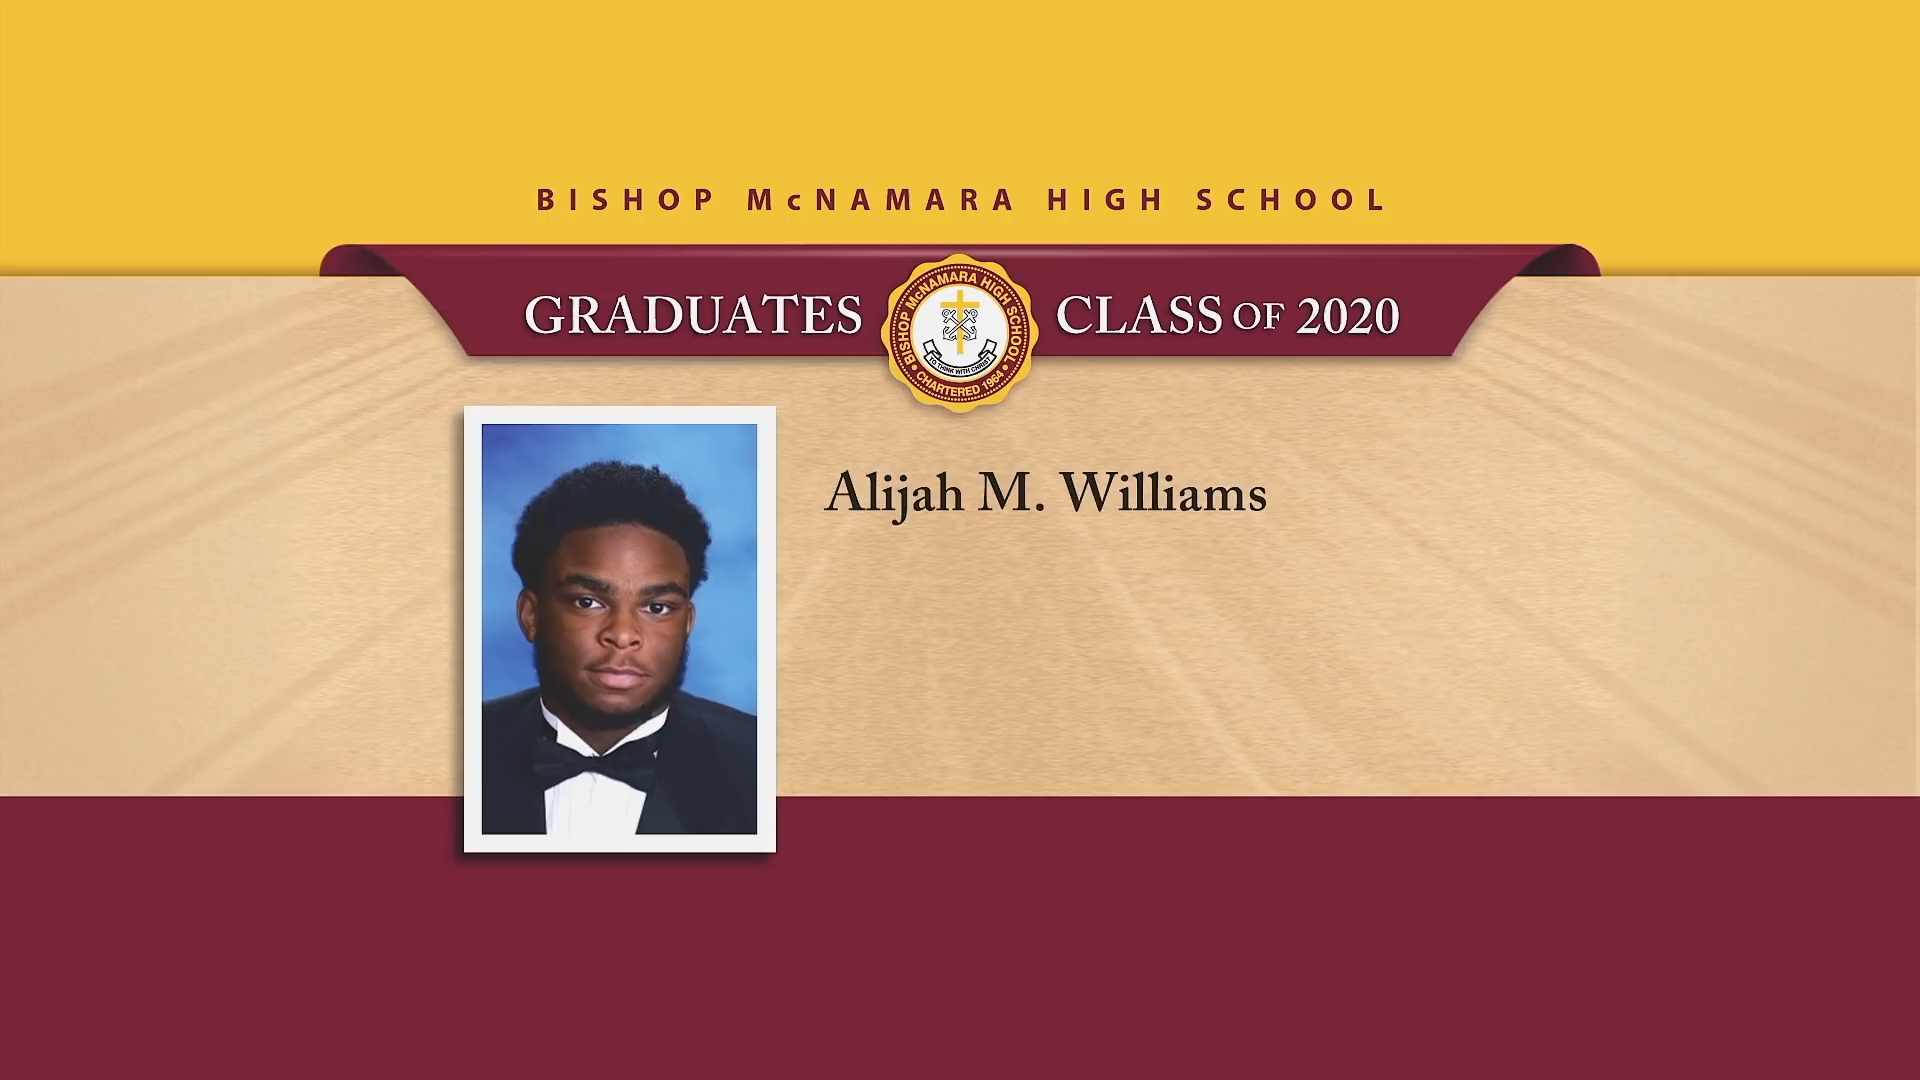 BISHOP McNAMARA HIGH SCHOOL
GRADUATES CLASS OF 2020
BISHOP McNAMARA HIGH SCHOOL
TO THINK WITH CHRIST
• CHARTERED 1964 •
Alijah M. Williams